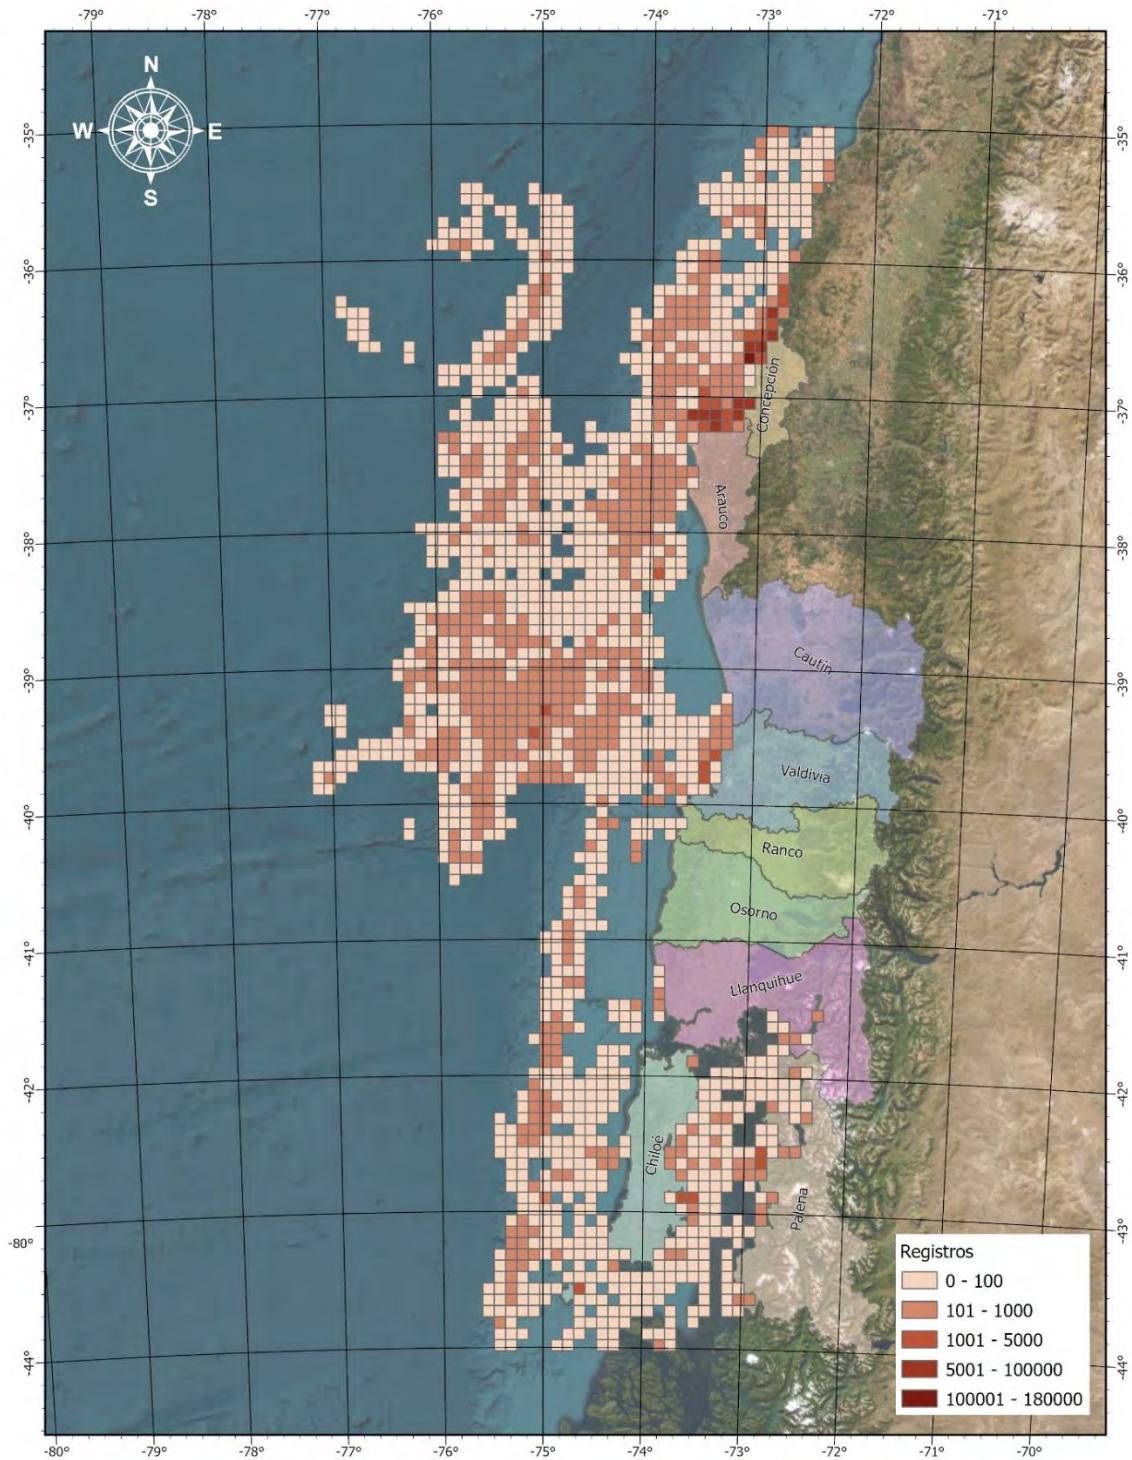 -79° -78° -77° -76° -75° -74° -73° -72° -71°
N
W E
S
-35° -35°
-36° -36°
Concepción
-37° -37°
Arauco
-38° -38°
Cautín
-39° -39°
Valdivia
-40° -40°
Ranco
Osorno
-41° -41°
Llanquihue
-42° -42°
Chiloé
Palena
-80° -43°
Registros
0 - 100
101 - 1000
1001 - 5000
5001 - 100000
100001 - 180000
-44° -44°
-80° -79° -78° -77° -76° -75° -74° -73° -72° -71° -70°